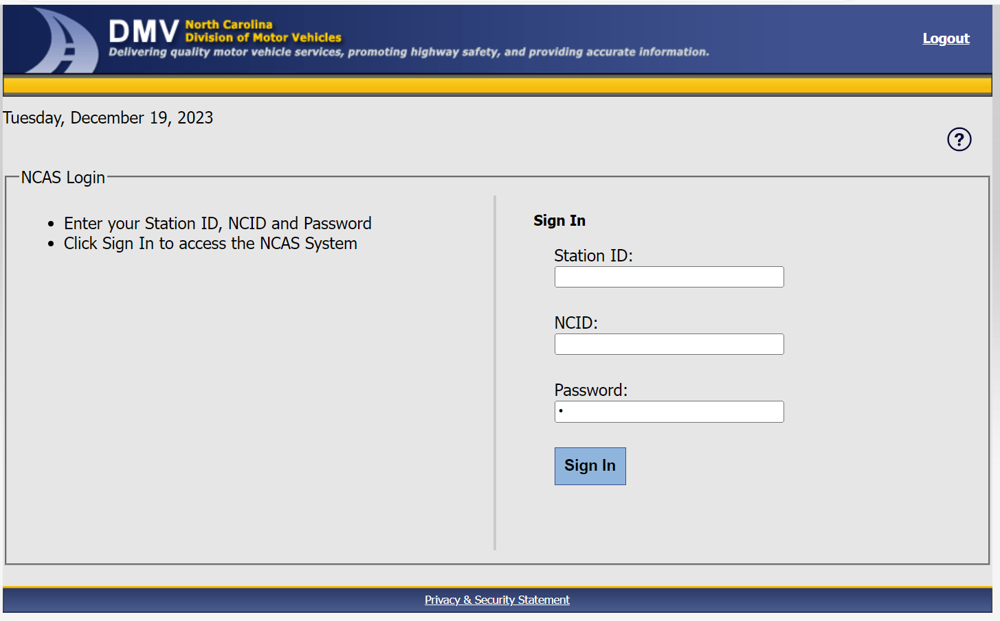 DMV North Carolina
Division of Motor Vehicles
Delivering quality motor vehicle services, promoting highway safety, and providing accurate information.
Logout
Tuesday, December 19, 2023
?
NCAS Login
Enter your Station ID, NCID and Password
Click Sign In to access the NCAS System
Sign In
Station ID:
NCID:
Password:
•
Sign In
Privacy & Security Statement